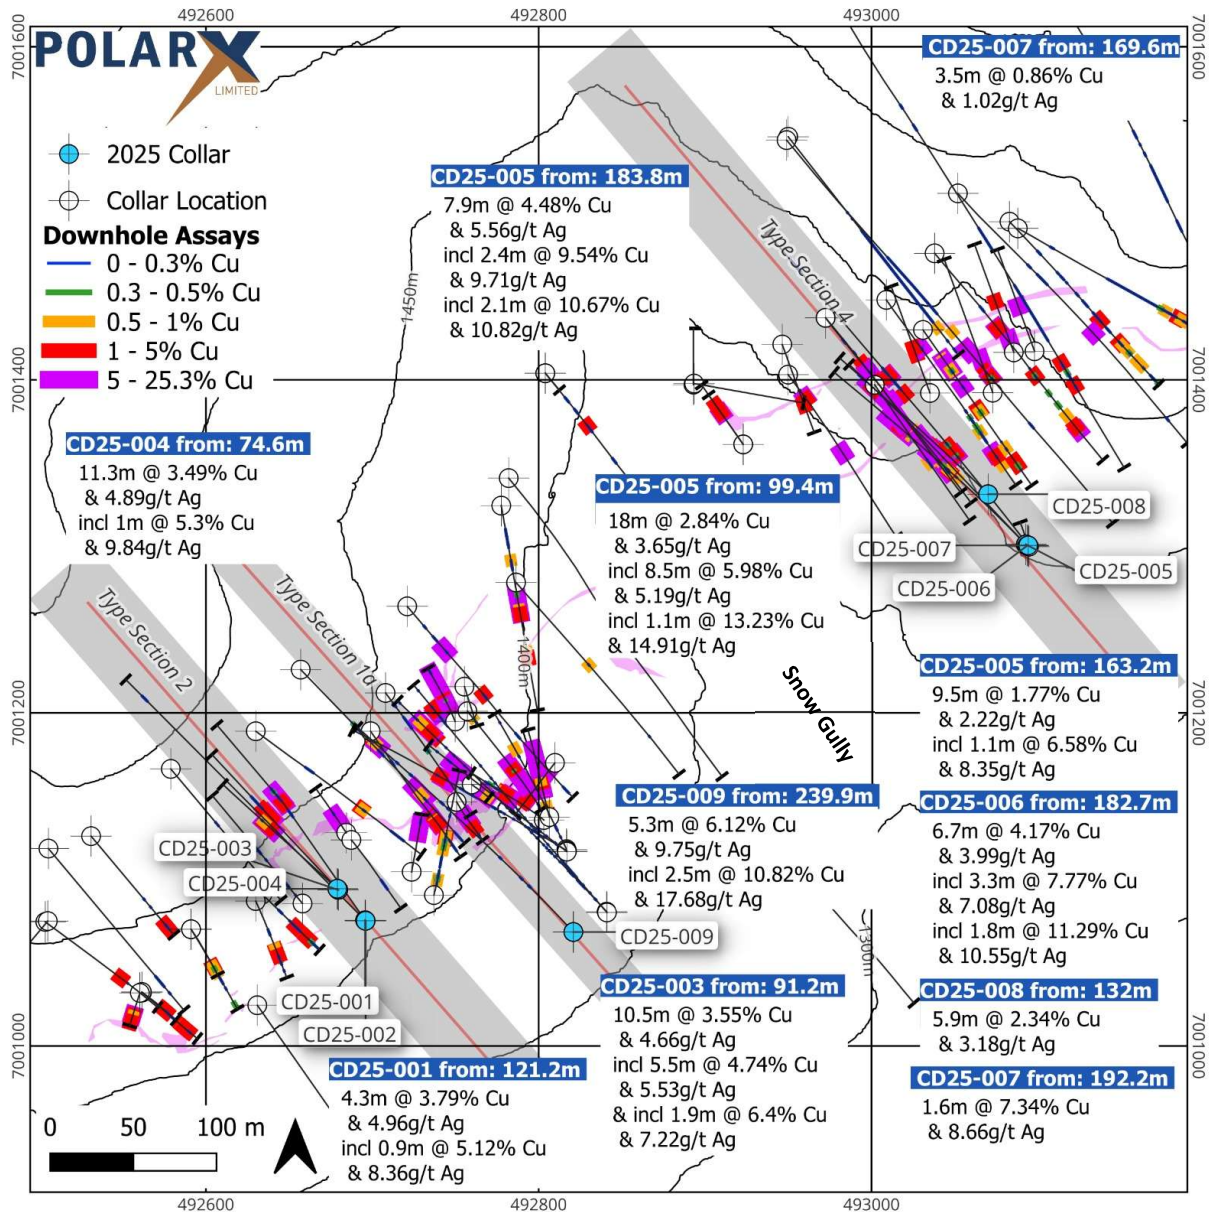 492600
492800
493000
7001600
7001600
POLARX
LIMITED
2025 Collar
Collar Location
Downhole Assays
0 - 0.3% Cu
0.3 - 0.5% Cu
0.5 - 1% Cu
1 - 5% Cu
5 - 25.3% Cu
CD25-007 from: 169.6m
3.5m @ 0.86% Cu
& 1.02g/t Ag
CD25-005 from: 183.8m
7.9m @ 4.48% Cu
& 5.56g/t Ag
incl 2.4m @ 9.54% Cu
& 9.71g/t Ag
incl 2.1m @ 10.67% Cu
& 10.82g/t Ag
1450m
Type Section 4
7001400
7001400
CD25-004 from: 74.6m
11.3m @ 3.49% Cu
& 4.89g/t Ag
incl 1m @ 5.3% Cu
& 9.84g/t Ag
CD25-005 from: 99.4m
18m @ 2.84% Cu
& 3.65g/t Ag
incl 8.5m @ 5.98% Cu
& 5.19g/t Ag
incl 1.1m @ 13.23% Cu
& 14.91g/t Ag
CD25-008
CD25-007
CD25-005
CD25-006
Type Section 2
Type Section 1a
1400m
Snow Gully
7001200
7001200
CD25-005 from: 163.2m
9.5m @ 1.77% Cu
& 2.22g/t Ag
incl 1.1m @ 6.58% Cu
& 8.35g/t Ag
CD25-009 from: 239.9m
5.3m @ 6.12% Cu
& 9.75g/t Ag
incl 2.5m @ 10.82% Cu
& 17.68g/t Ag
CD25-006 from: 182.7m
6.7m @ 4.17% Cu
& 3.99g/t Ag
incl 3.3m @ 7.77% Cu
& 7.08g/t Ag
incl 1.8m @ 11.29% Cu
& 10.55g/t Ag
CD25-003
CD25-004
CD25-009
1300m
CD25-001
CD25-002
CD25-003 from: 91.2m
10.5m @ 3.55% Cu
& 4.66g/t Ag
incl 5.5m @ 4.74% Cu
& 5.53g/t Ag
& incl 1.9m @ 6.4% Cu
& 7.22g/t Ag
CD25-008 from: 132m
5.9m @ 2.34% Cu
& 3.18g/t Ag
7001000
7001000
CD25-001 from: 121.2m
4.3m @ 3.79% Cu
& 4.96g/t Ag
incl 0.9m @ 5.12% Cu
& 8.36g/t Ag
CD25-007 from: 192.2m
1.6m @ 7.34% Cu
& 8.66g/t Ag
0 50 100 m
492600
492800
493000